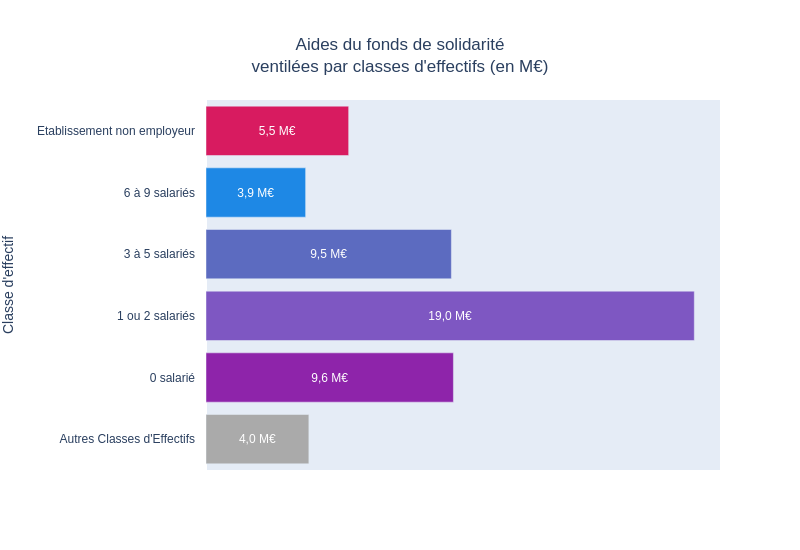 Aides du fonds de solidarité
ventilées par classes d'effectifs (en M€)
Classe d'effectif
Etablissement non employeur
5,5 M€
6 à 9 salariés
3,9 M€
3 à 5 salariés
9,5 M€
1 ou 2 salariés
19,0 M€
0 salarié
9,6 M€
Autres Classes d'Effectifs
4,0 M€